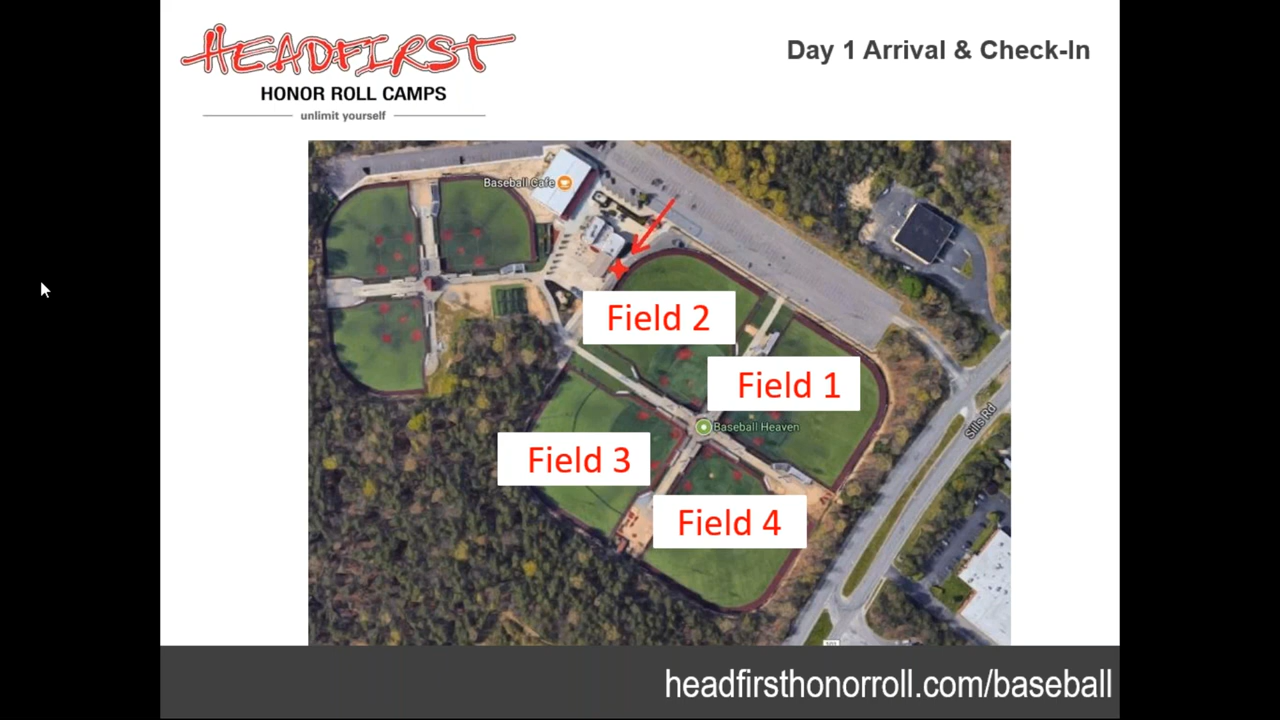 HEADFIRST
HONOR ROLL CAMPS
unlimit yourself
Day 1 Arrival & Check-In
Baseball Cafe
Field 2
Field 1
Baseball Heaven
Sills Rd
Field 3
Field 4
headfirsthonorroll.com/baseball